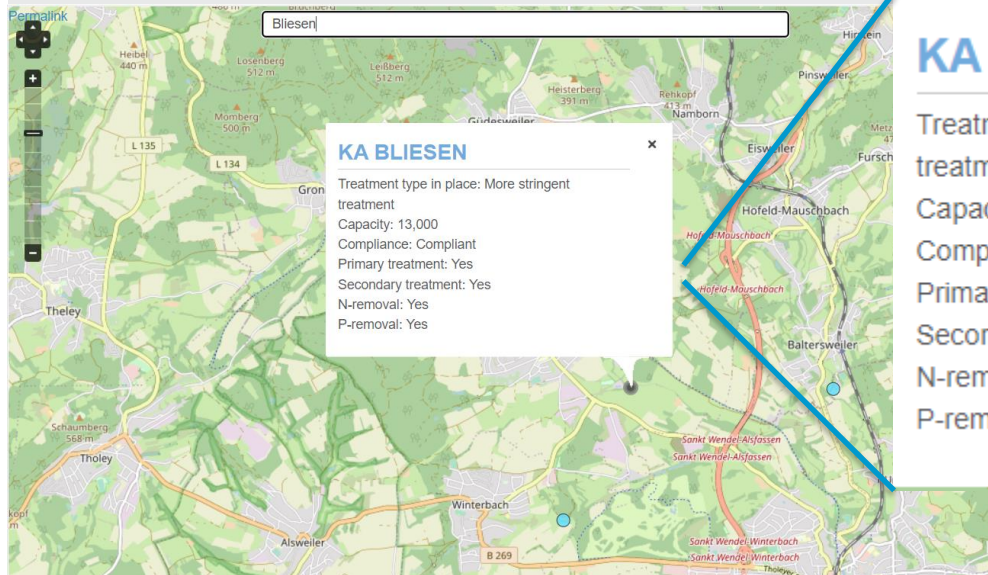 Permalink
Bliesen
Heibel
440 m
Losenberg
512 m
Leißberg
512 m
Momberg
500 m
Heisterberg
391 m
Rehkopf
413 m
Namborn
Güdesweiler
Pinsweiler
Eisweiler
Fursch
L 135
L 134
Gron
Hofeld-Mauschbach
Hofeld-Mauschbach
Hofeld-Mauschbach
KA BLIESEN
×
Treatment type in place: More stringent
treatment
Capacity: 13,000
Compliance: Compliant
Primary treatment: Yes
Secondary treatment: Yes
N-removal: Yes
P-removal: Yes
Theley
Baltersweiler
Schaumberg
568 m
Tholey
Sankt Wendel-Alsfassen
Sankt Wendel-Alsfassen
Winterbach
Alsweiler
B 269
Sankt Wendel-Winterbach
Sankt Wendel-Winterbach
Tholeyer
KA
Treatm
treatm
Capac
Comp
Prima
Secor
N-rem
P-rem